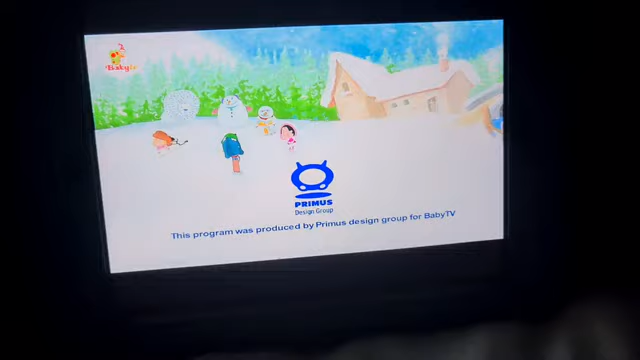 BabyTV
PRIMUS
Design Group
This program was produced by Primus design group for BabyTV